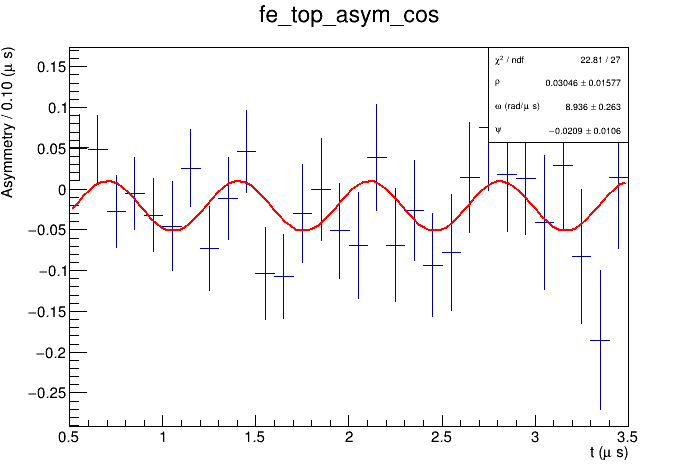 fe_top_asym_cos
χ² / ndf 22.81 / 27
ρ 0.03046 ± 0.01577
ω (rad/μ s) 8.936 ± 0.263
ψ −0.0209 ± 0.0106
Asymmetry / 0.10 (μ s)
0.15
0.1
0.05
0
−0.05
−0.1
−0.15
−0.2
−0.25
0.5 1 1.5 2 2.5 3 3.5
t (μ s)